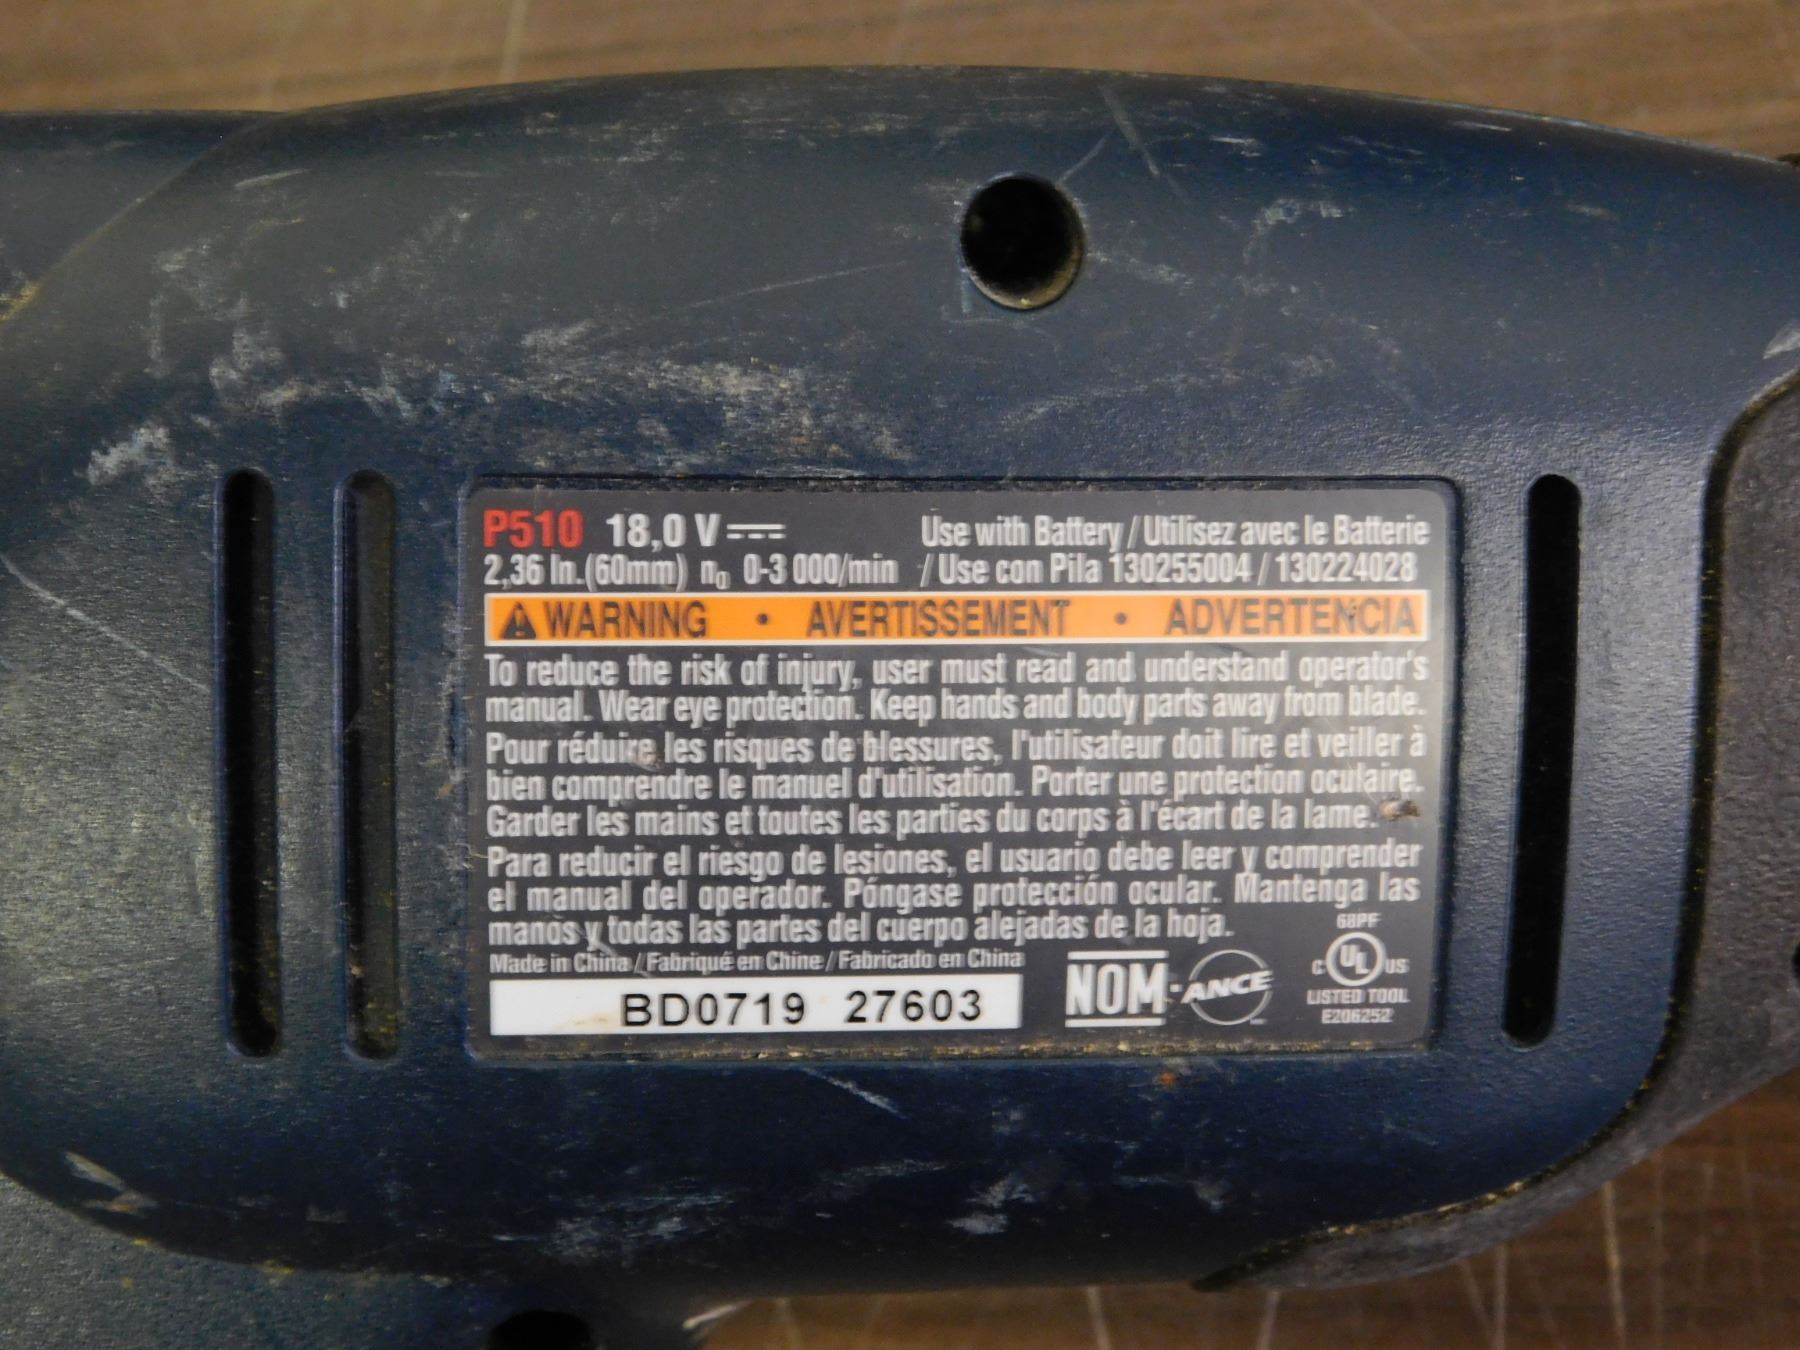 P510 18,0 V Use with Battery / Utilisez avec le Batterie
2,36 In.(60mm) n₀ 0-3 000/min / Use con Pila 130255004 / 130224028
WARNING • AVERTISSEMENT • ADVERTENCIA
To reduce the risk of injury, user must read and understand operator's
manual. Wear eye protection. Keep hands and body parts away from blade.
Pour réduire les risques de blessures, l'utilisateur doit lire et veiller à
bien comprendre le manuel d'utilisation. Porter une protection oculaire.
Garder les mains et toutes les parties du corps à l'écart de la lame.
Para reducir el riesgo de lesiones, el usuario debe leer y comprender
el manual del operador. Póngase protección ocular. Mantenga las
manos y todas las partes del cuerpo alejadas de la hoja.
Made in China / Fabriqué en Chine / Fabricado en China
BD0719 27603
NOM-ANCE
68PF
C UL US
LISTED TOOL
E206252